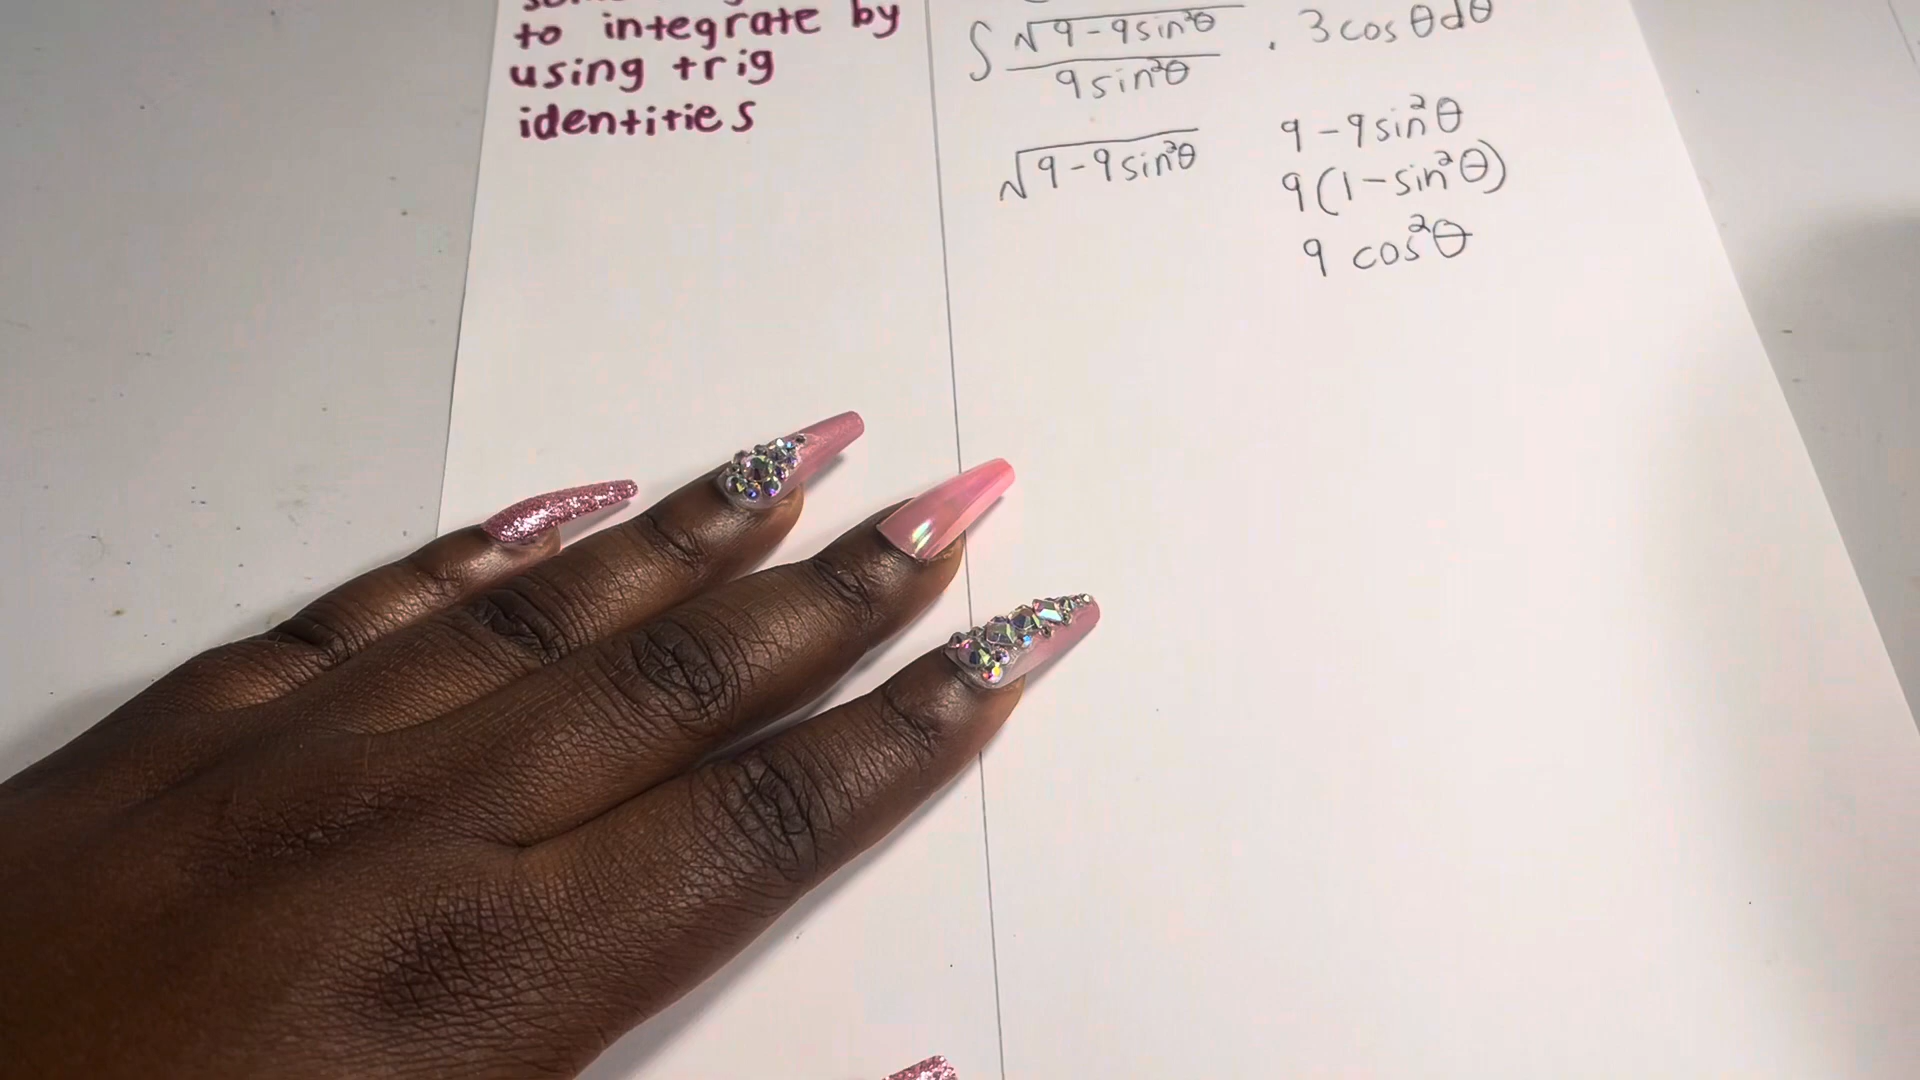 to integrate by
using trig
identities
∫ √(9-9sin²θ) / 9sin²θ · 3cosθdθ
√(9-9sin²θ)
9-9sin²θ
9(1-sin²θ)
9 cos²θ